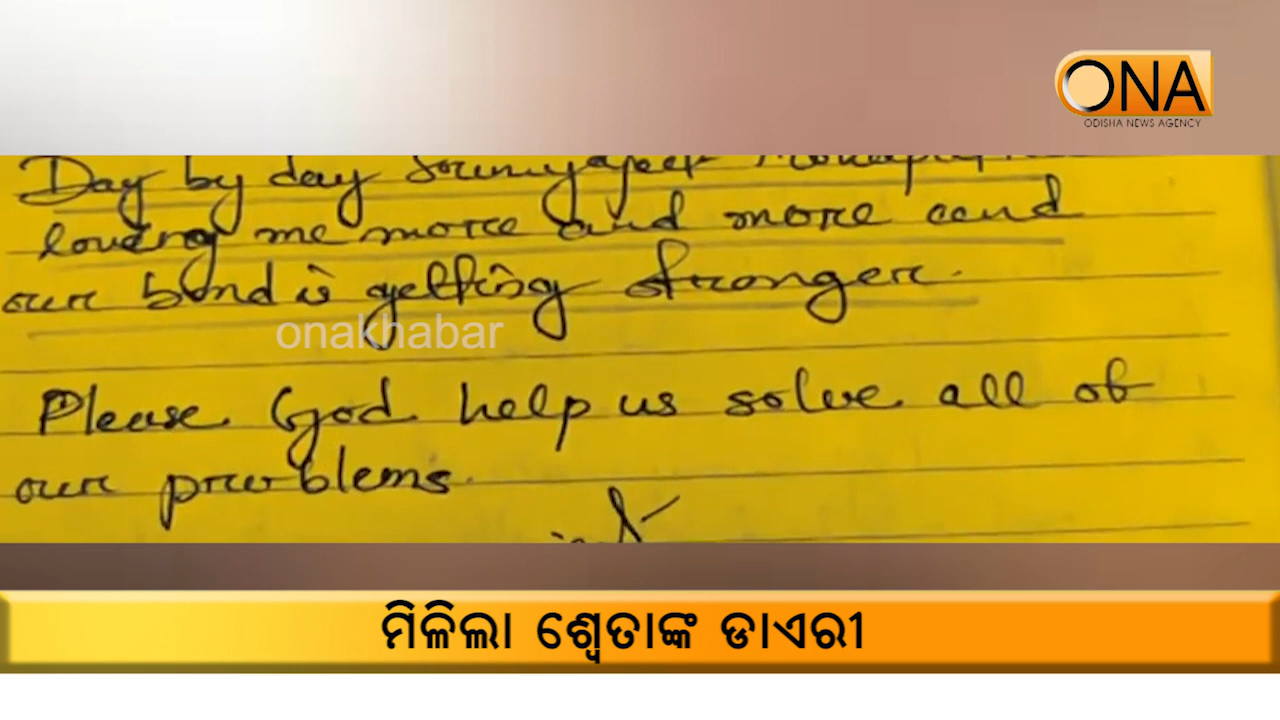 ONA
ODISHA NEWS AGENCY
Day by day Soumyajeet
loving me more and more and
our bond is getting stronger.
onakhabar
Please God help us solve all of
our problems.
ମିଳିଲା ଶ୍ୱେତାଙ୍କ ଡାଏରୀ